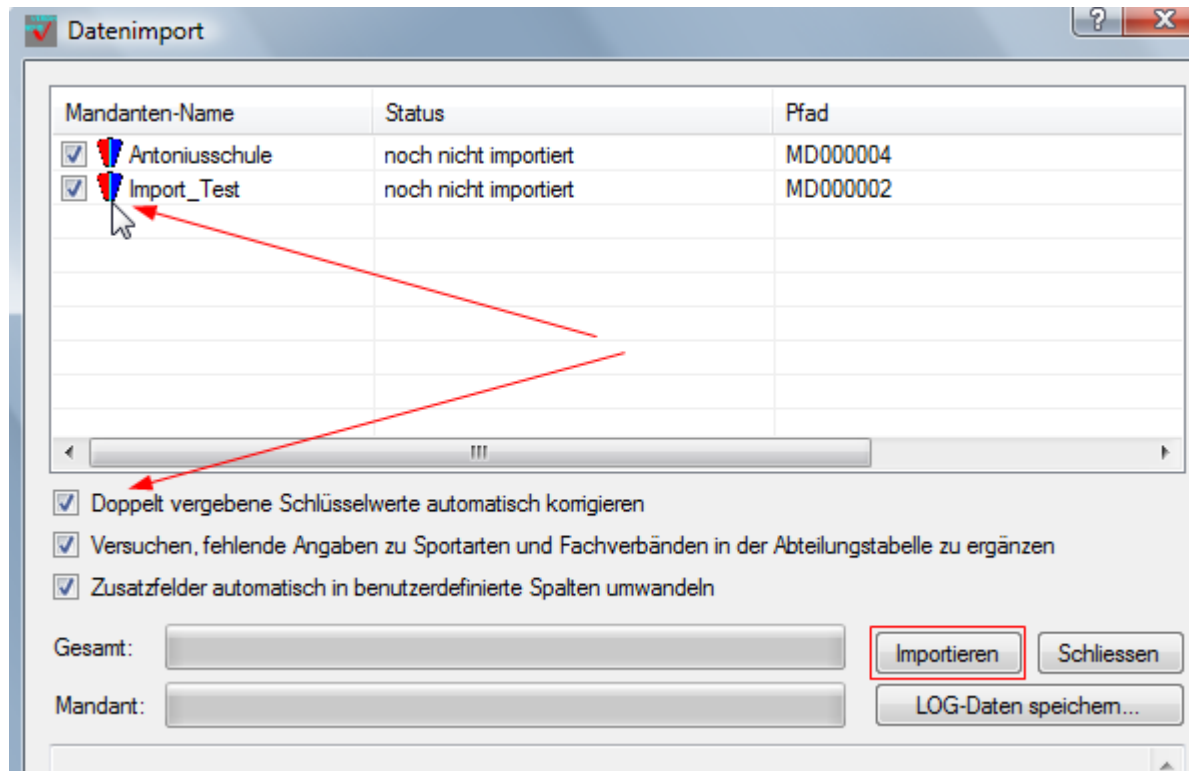 Datenimport
Mandanten-Name Status Pfad
Antoniusschule noch nicht importiert MD000004
Import_Test noch nicht importiert MD000002
Doppelt vergebene Schlüsselwerte automatisch korrigieren
Versuchen, fehlende Angaben zu Sportarten und Fachverbänden in der Abteilungstabelle zu ergänzen
Zusatzfelder automatisch in benutzerdefinierte Spalten umwandeln
Gesamt: Importieren Schliessen
Mandant: LOG-Daten speichern...